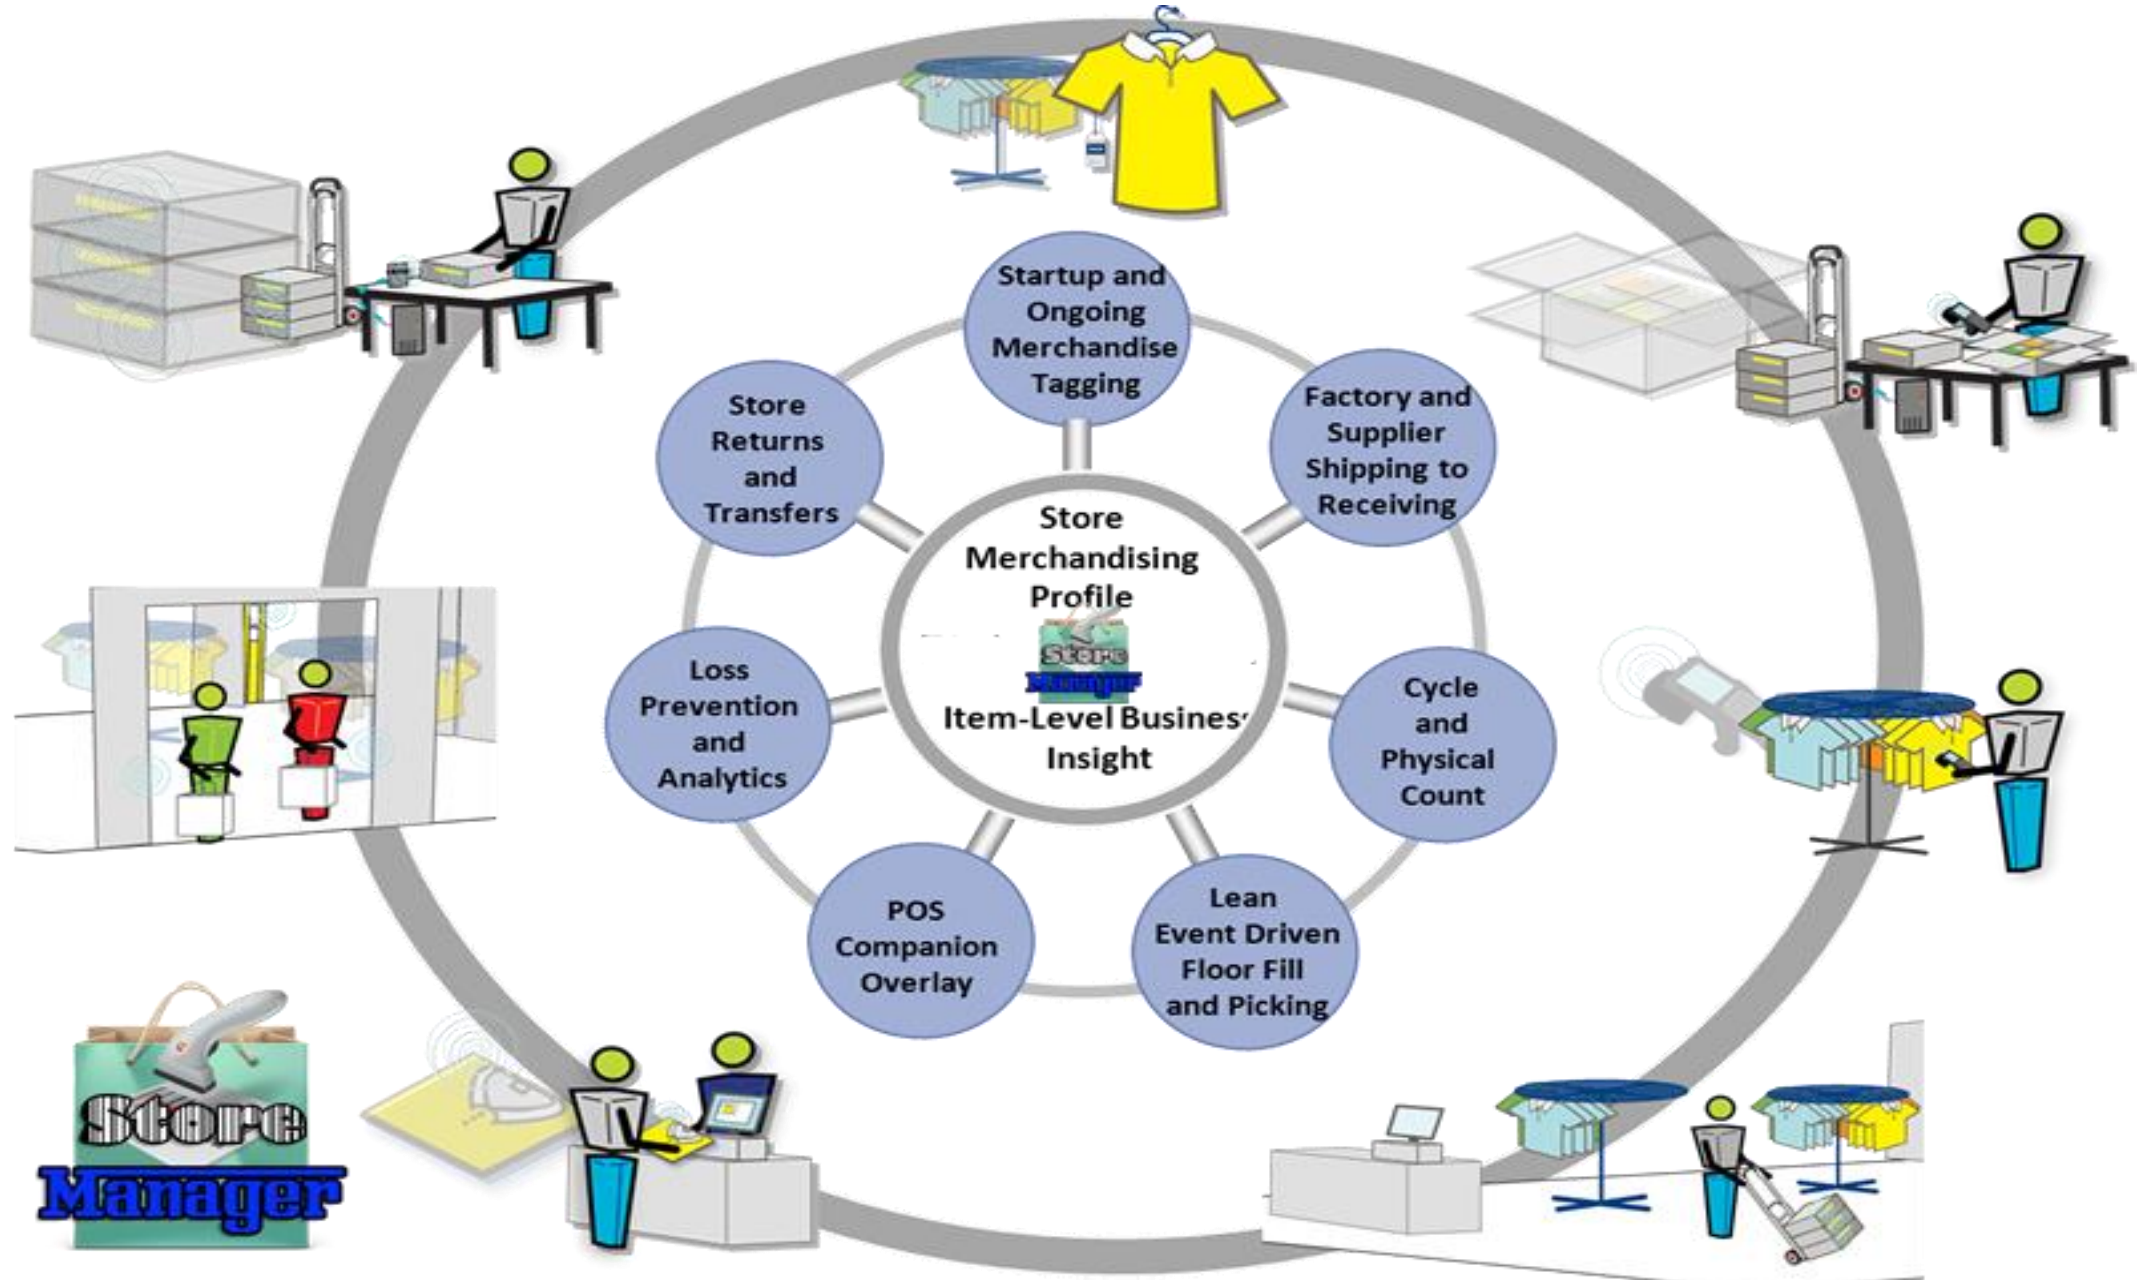 Startup and
Ongoing
Merchandise
Tagging
Factory and
Supplier
Shipping to
Receiving
Cycle
and
Physical
Count
Lean
Event Driven
Floor Fill
and Picking
POS
Companion
Overlay
Loss
Prevention
and
Analytics
Store
Returns
and
Transfers
Store
Merchandising
Profile
Store
Manager
Item-Level Business
Insight
Store
Manager